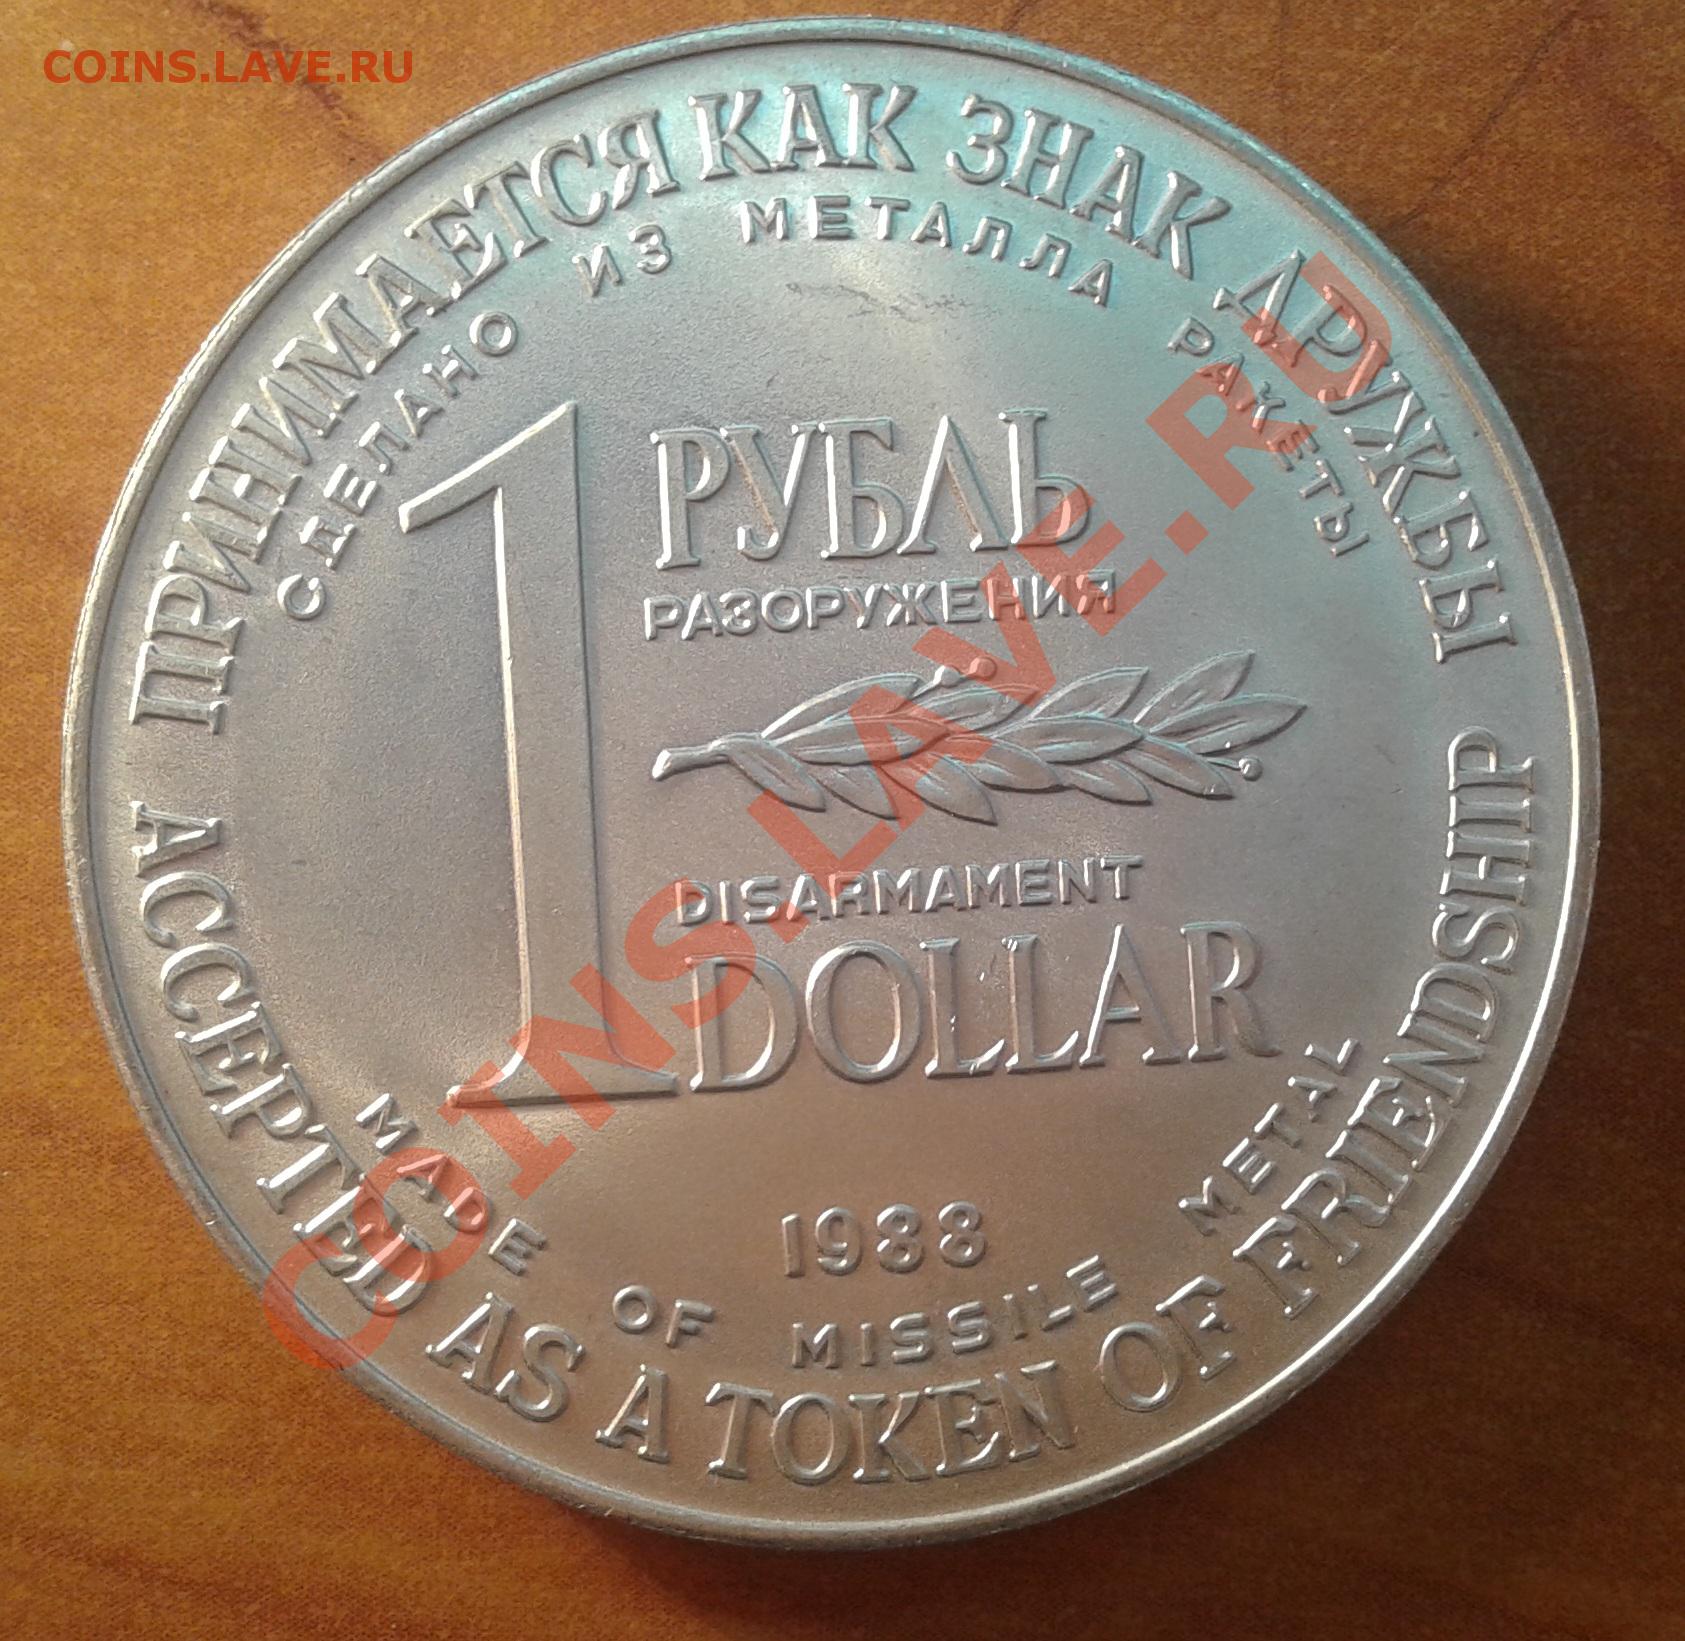 COINS.LAVE.RU
ПРИНИМАЕТСЯ КАК ЗНАК ДРУЖБЫ
СДЕЛАНО ИЗ МЕТАЛЛА РАКЕТЫ
1 РУБЛЬ
РАЗОРУЖЕНИЯ
DISARMAMENT
DOLLAR
1988
MADE OF MISSILE METAL
ACCEPTED AS A TOKEN OF FRIENDSHIP
COINS.LAVE.RU